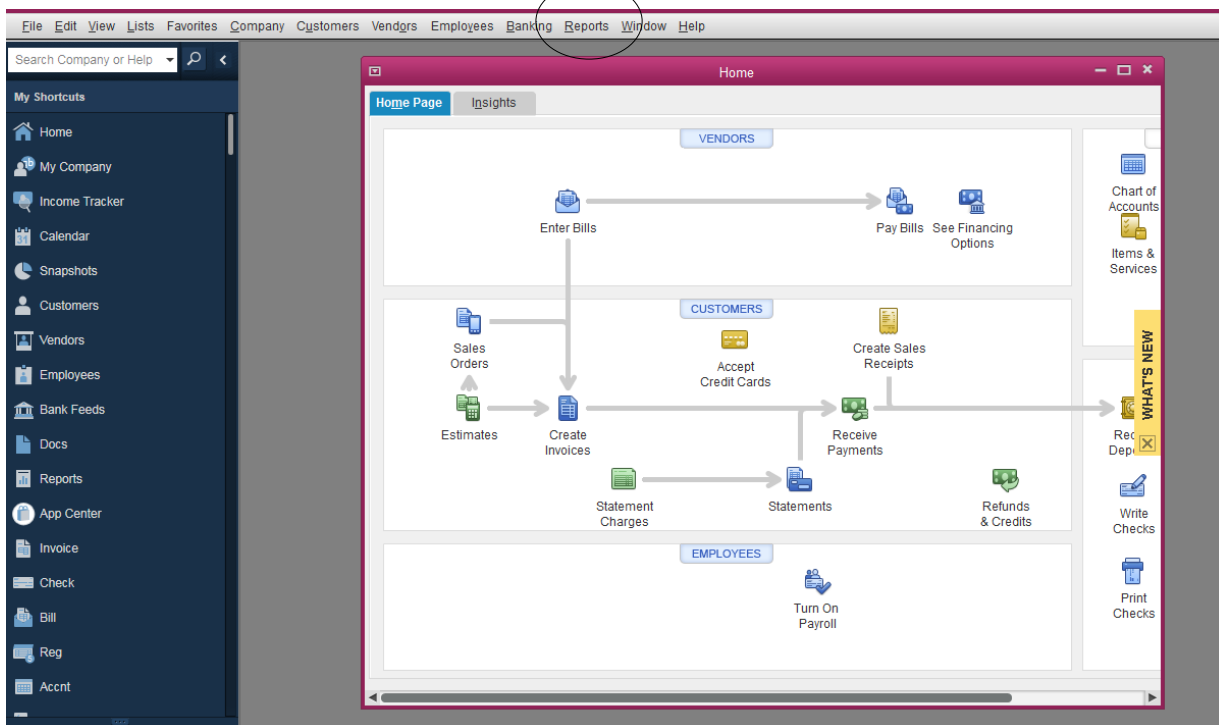 File Edit View Lists Favorites Company Customers Vendors Employees Banking Reports Window Help
Search Company or Help
My Shortcuts
Home
My Company
Income Tracker
Calendar
Snapshots
Customers
Vendors
Employees
Bank Feeds
Docs
Reports
App Center
Invoice
Check
Bill
Reg
Accnt
Home
Home Page Insights
VENDORS
Enter Bills
Pay Bills
See Financing
Options
Chart of
Accounts
Items &
Services
CUSTOMERS
Sales
Orders
Accept
Credit Cards
Create Sales
Receipts
Estimates
Create
Invoices
Receive
Payments
Statement
Charges
Statements
Refunds
& Credits
WHAT'S NEW
Write
Checks
Print
Checks
EMPLOYEES
Turn On
Payroll